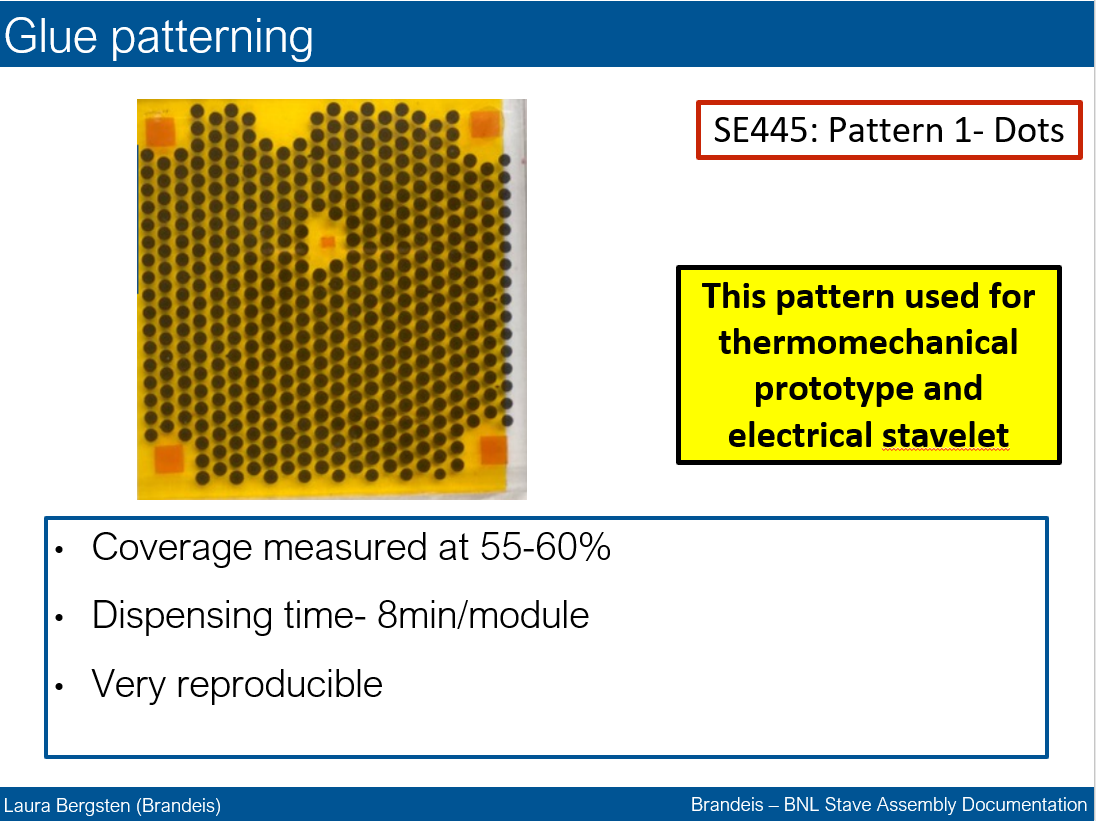 Glue patterning
SE445: Pattern 1- Dots
This pattern used for
thermomechanical
prototype and
electrical stavelet
• Coverage measured at 55-60%
• Dispensing time- 8min/module
• Very reproducible
Laura Bergsten (Brandeis)
Brandeis – BNL Stave Assembly Documentation